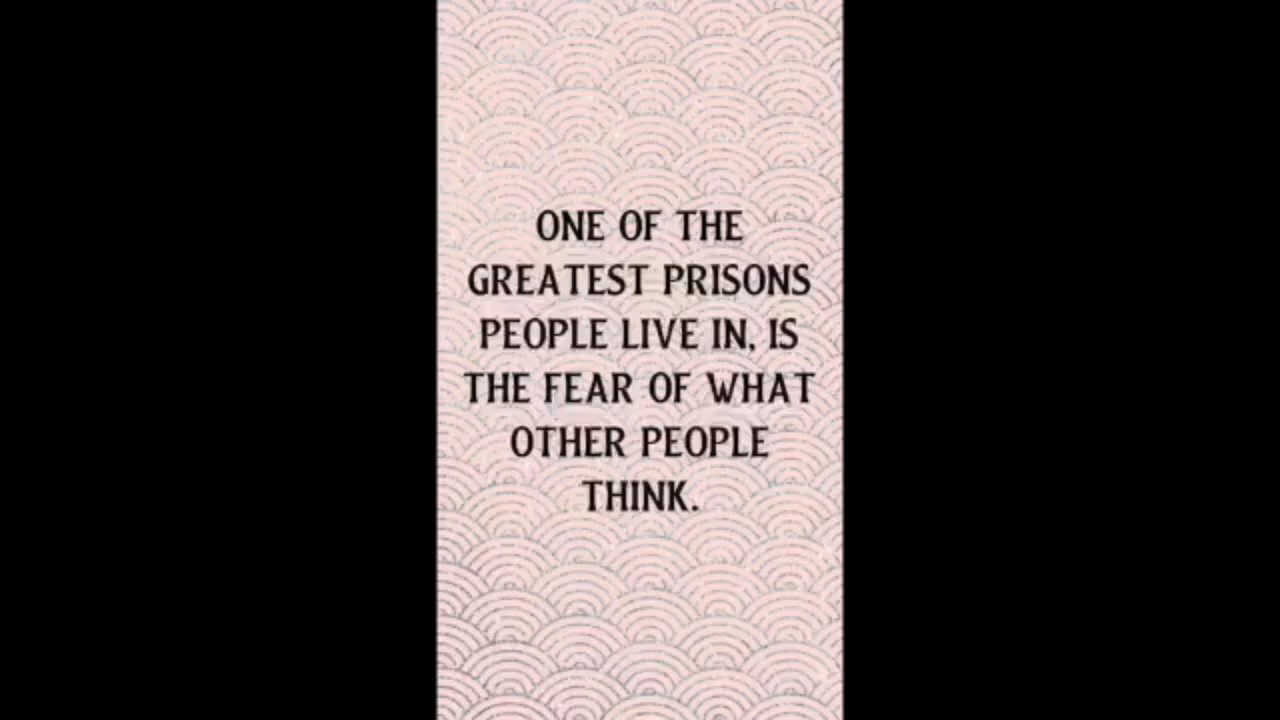 ONE OF THE
GREATEST PRISONS
PEOPLE LIVE IN, IS
THE FEAR OF WHAT
OTHER PEOPLE
THINK.